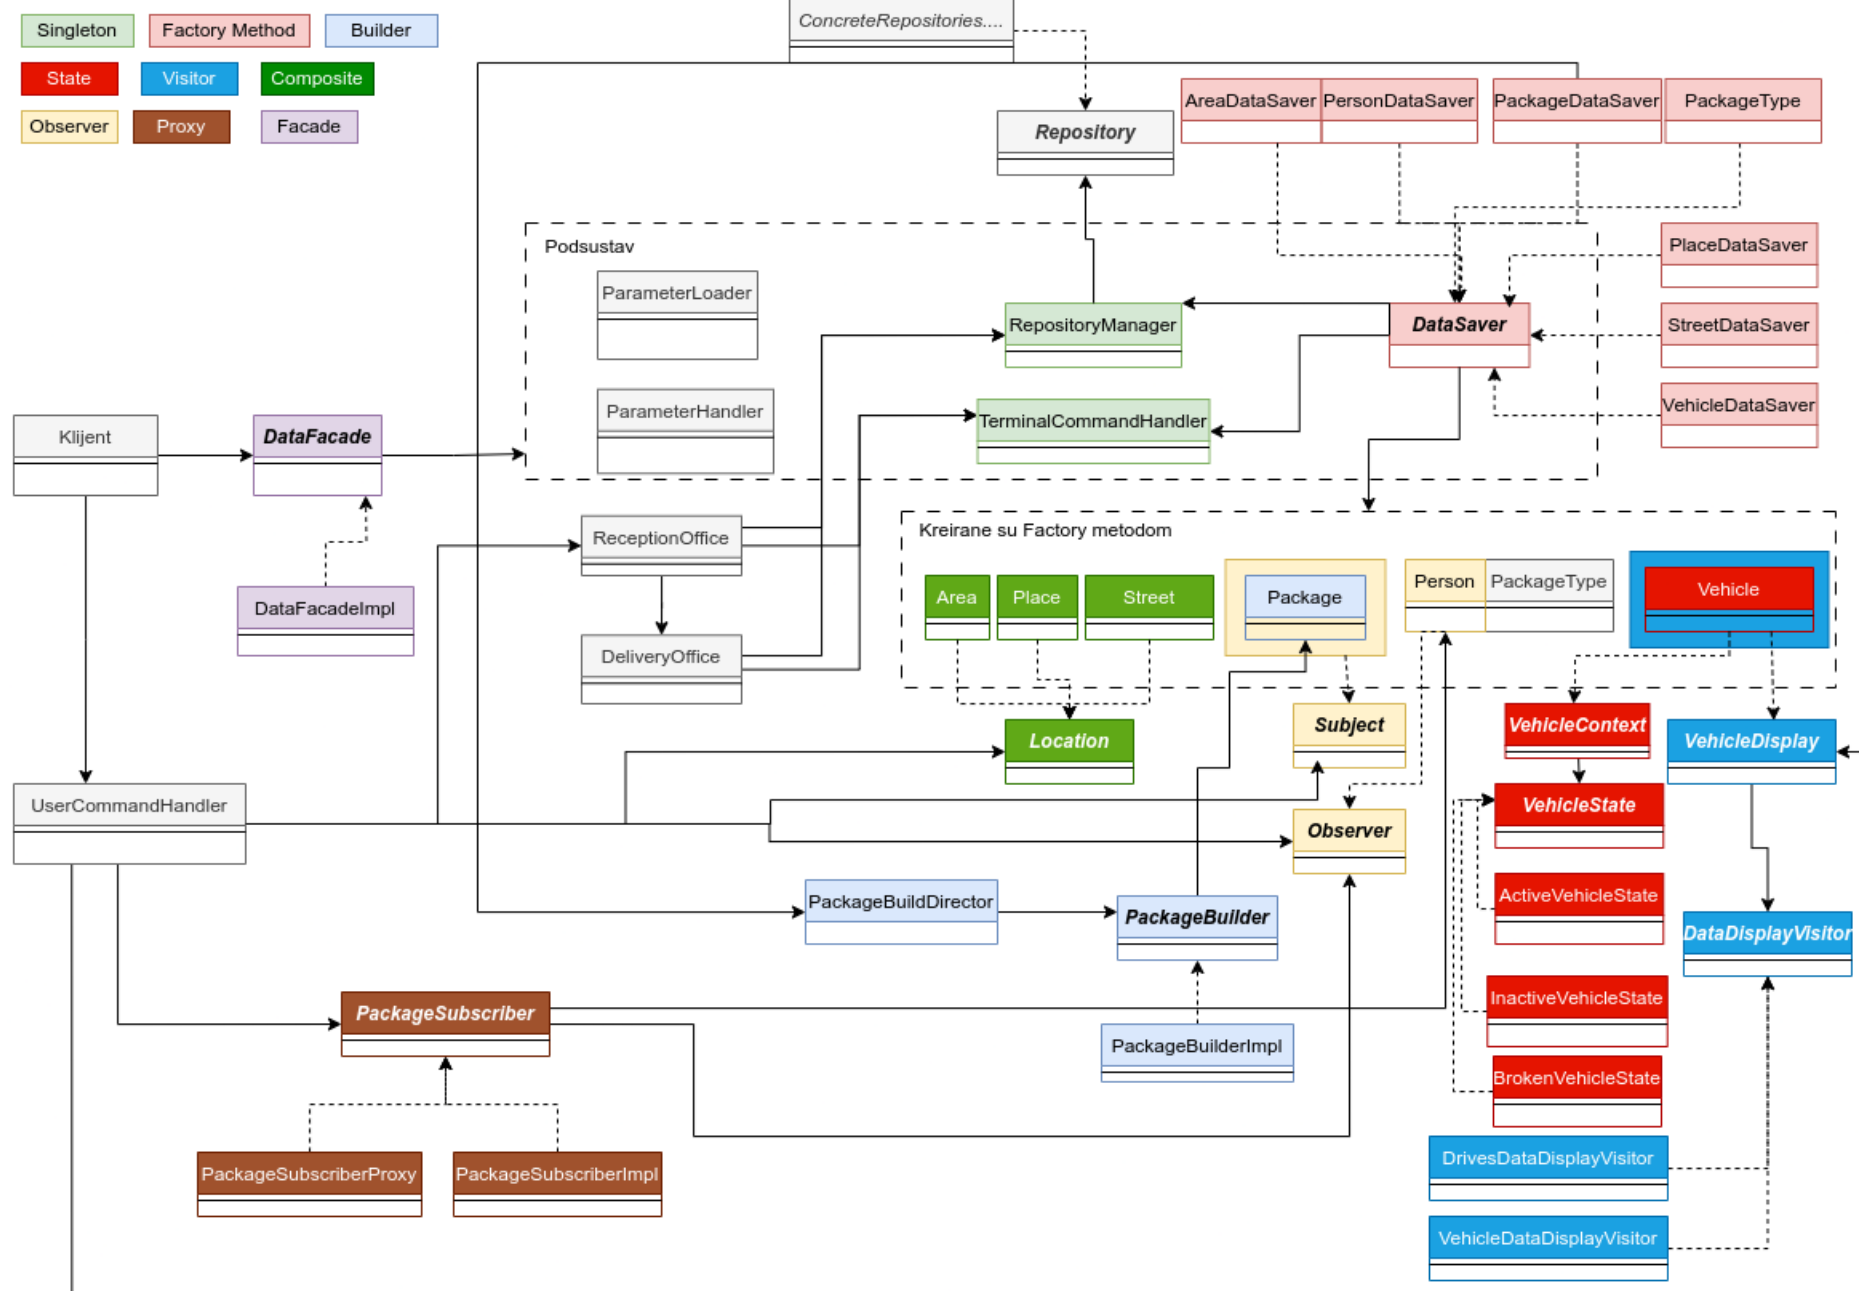 ConcreteRepositories....
Singleton
Factory Method
Builder
State
Visitor
Composite
Observer
Proxy
Facade
Repository
AreaDataSaver
PersonDataSaver
PackageDataSaver
PackageType
Podsustav
PlaceDataSaver
ParameterLoader
RepositoryManager
DataSaver
StreetDataSaver
ParameterHandler
TerminalCommandHandler
VehicleDataSaver
Klijent
DataFacade
DataFacadeImpl
ReceptionOffice
DeliveryOffice
Kreirane su Factory metodom
Area
Place
Street
Package
Person
PackageType
Vehicle
Location
Subject
VehicleContext
VehicleDisplay
UserCommandHandler
Observer
VehicleState
PackageBuildDirector
PackageBuilder
ActiveVehicleState
DataDisplayVisitor
PackageSubscriber
InactiveVehicleState
PackageBuilderImpl
BrokenVehicleState
PackageSubscriberProxy
PackageSubscriberImpl
DrivesDataDisplayVisitor
VehicleDataDisplayVisitor